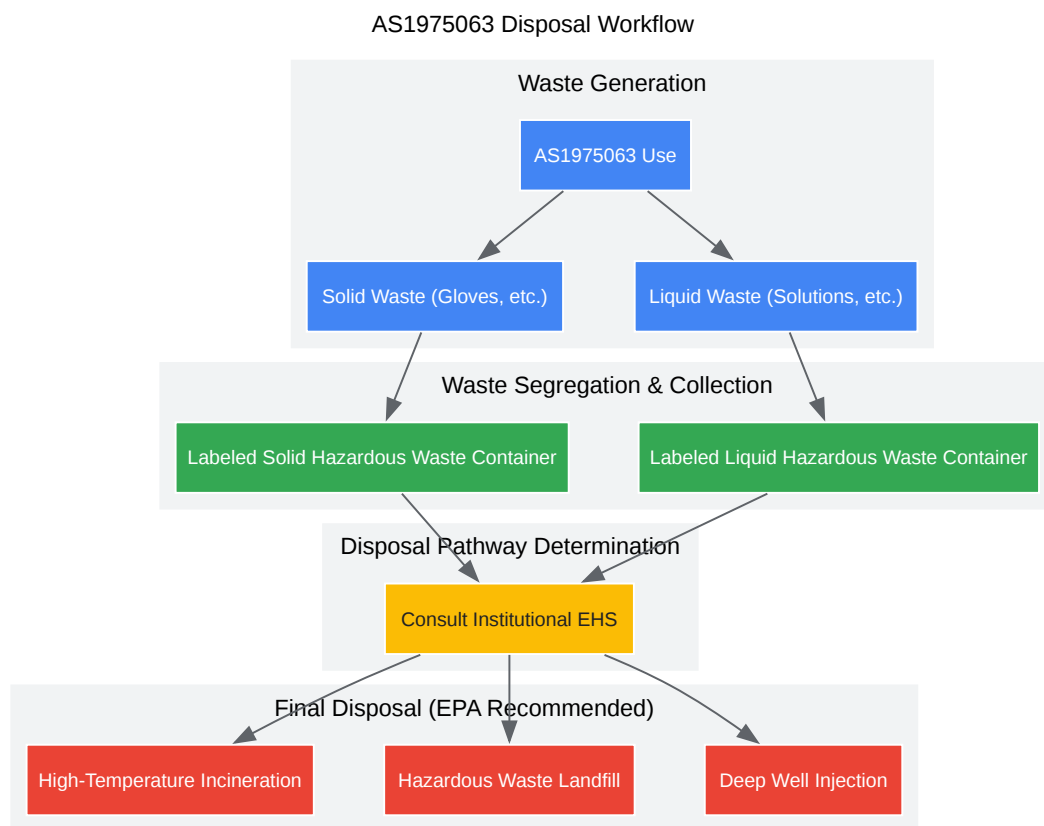 AS1975063 Disposal Workflow
Waste Generation
AS1975063 Use
Solid Waste (Gloves, etc.)
Liquid Waste (Solutions, etc.)
Waste Segregation & Collection
Labeled Solid Hazardous Waste Container
Labeled Liquid Hazardous Waste Container
Disposal Pathway Determination
Consult Institutional EHS
Final Disposal (EPA Recommended)
High-Temperature Incineration
Hazardous Waste Landfill
Deep Well Injection